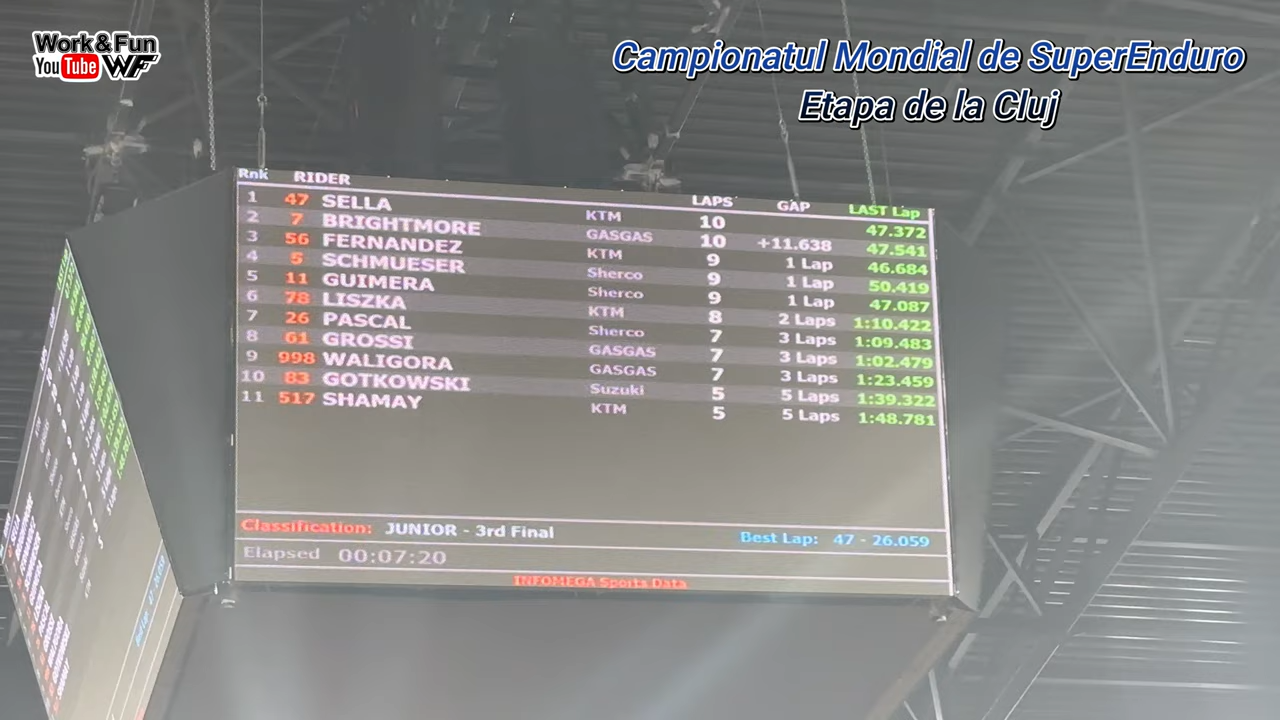 Work&Fun
YouTube WF
Campionatul Mondial de SuperEnduro
Etapa de la Cluj
Rnk RIDER LAPS GAP LAST Lap
1 47 SELLA KTM 10 47.372
2 7 BRIGHTMORE GASGAS 10 +11.638 47.541
3 56 FERNANDEZ KTM 9 1 Lap 46.684
4 5 SCHMUESER Sherco 9 1 Lap 50.419
5 11 GUIMERA Sherco 9 1 Lap 47.087
6 78 LISZKA KTM 8 2 Laps 1:10.422
7 26 PASCAL Sherco 7 3 Laps 1:09.483
8 61 GROSSI GASGAS 7 3 Laps 1:02.479
9 998 WALIGORA GASGAS 7 3 Laps 1:23.459
10 83 GOTKOWSKI Suzuki 5 5 Laps 1:39.322
11 517 SHAMAY KTM 5 5 Laps 1:48.781
Classification: JUNIOR - 3rd Final Best Lap: 47 - 26.059
Elapsed 00:07:20
INFOMEGA Sports Data